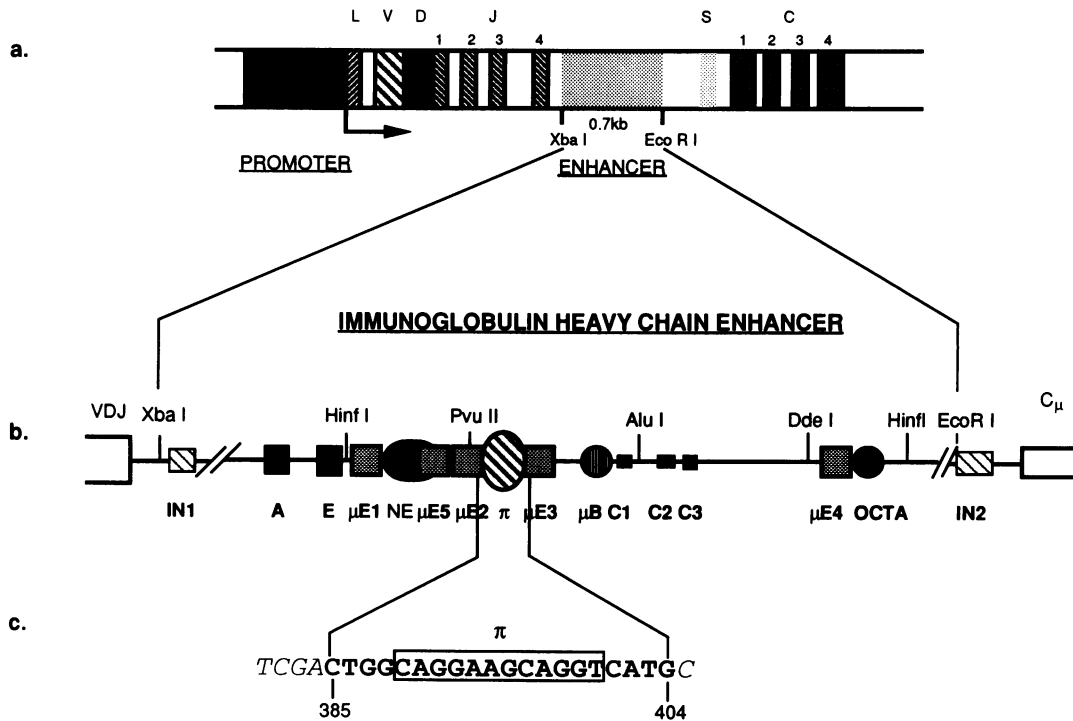 a.
L V D J S C
1 2 3 4 1 2 3 4
0.7kb
Xba I Eco R I
PROMOTER ENHANCER
IMMUNOGLOBULIN HEAVY CHAIN ENHANCER
b.
VDJ Xba I Hinf I Pvu II Alu I Dde I HinfI EcoR I Cμ
IN1 A E μE1 NE μE5 μE2 π μE3 μB C1 C2 C3 μE4 OCTA IN2
c.
π
TCGACTGGCAGGAAGCAGGTCATGC
385 404